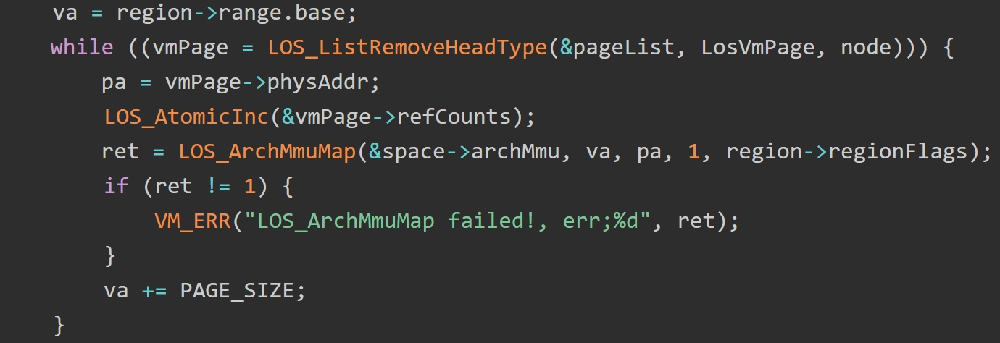 va = region->range.base;
while ((vmPage = LOS_ListRemoveHeadType(&pageList, LosVmPage, node))) {
pa = vmPage->physAddr;
LOS_AtomicInc(&vmPage->refCounts);
ret = LOS_ArchMmuMap(&space->archMmu, va, pa, 1, region->regionFlags);
if (ret != 1) {
VM_ERR("LOS_ArchMmuMap failed!, err;%d", ret);
}
va += PAGE_SIZE;
}